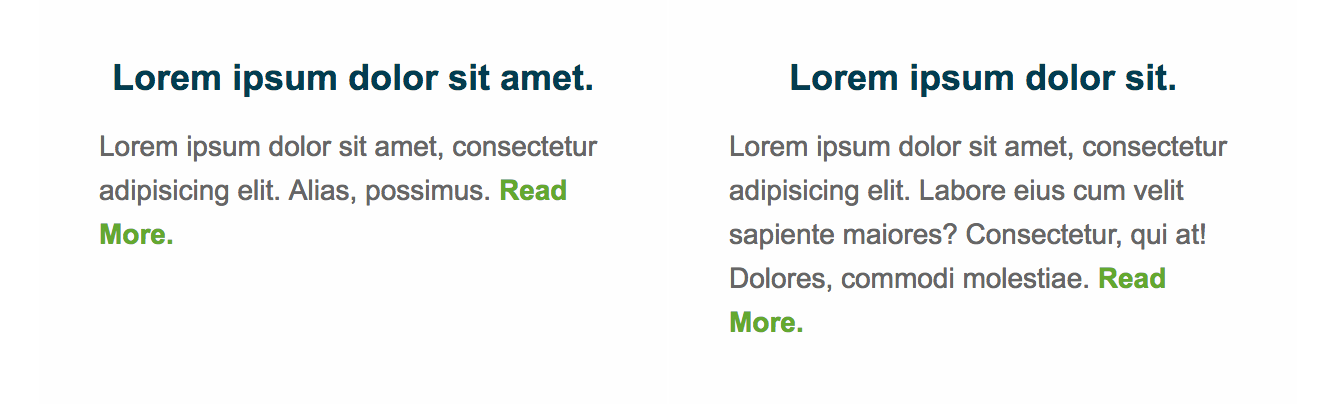 Lorem ipsum dolor sit amet.
Lorem ipsum dolor sit amet, consectetur
adipisicing elit. Alias, possimus. Read
More.
Lorem ipsum dolor sit.
Lorem ipsum dolor sit amet, consectetur
adipisicing elit. Labore eius cum velit
sapiente maiores? Consectetur, qui at!
Dolores, commodi molestiae. Read
More.